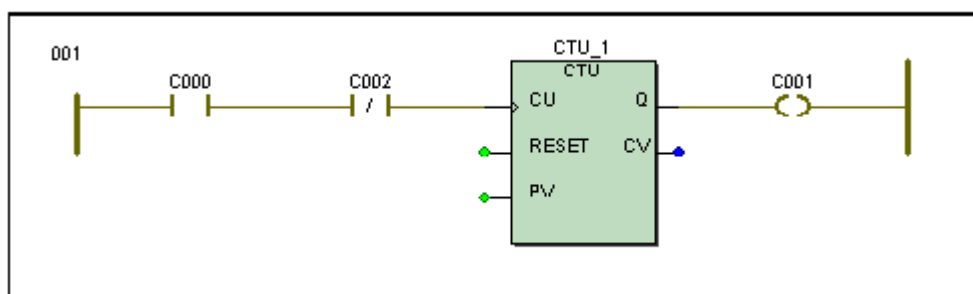 001
CTU_1
C000
C002
CTU
C001
/
CU
Q
RESET
CV
PV